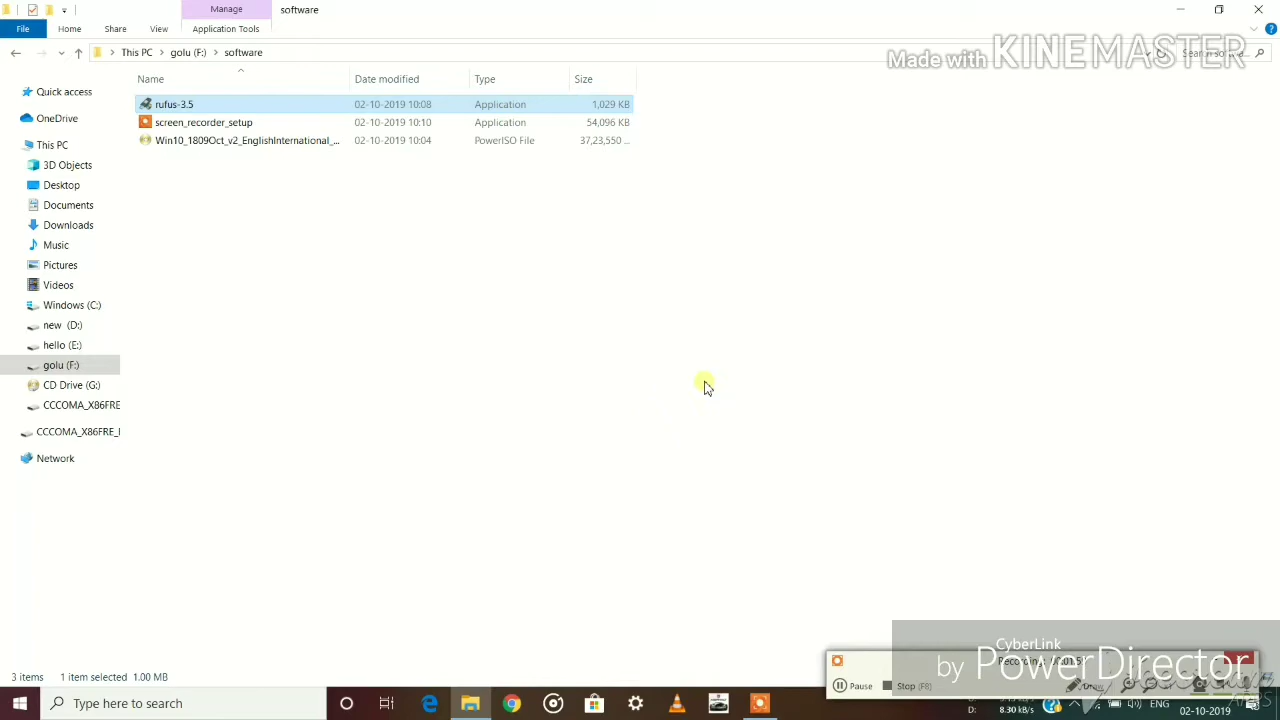 Manage
software
File
Home
Share
View
Application Tools
This PC
golu (F:)
software
Made with KINEMASTER
Name
Date modified
Type
Size
Quick access
rufus-3.5
02-10-2019 10:08
Application
1,029 KB
OneDrive
screen_recorder_setup
02-10-2019 10:10
Application
54,096 KB
This PC
Win10_1809Oct_v2_EnglishInternational_...
02-10-2019 10:04
PowerISO File
37,23,550 ...
3D Objects
Desktop
Documents
Downloads
Music
Pictures
Videos
Windows (C:)
new (D:)
hello (E:)
golu (F:)
CD Drive (G:)
CCCOMA_X86FRE
CCCOMA_X86FRE_
Network
CyberLink
by PowerDirector
Pause
Stop (F8)
3 items
1 item selected 1.00 MB
Type here to search
D:
8.30 kB/s
ENG
02-10-2019
APPS